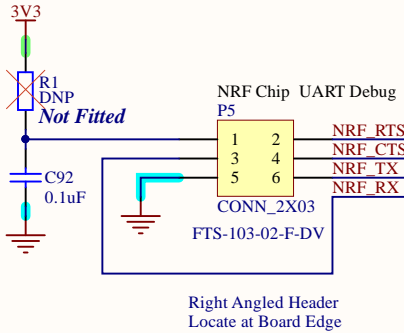 3V3
R1
DNP
Not Fitted
NRF Chip UART Debug
P5
1 2
3 4
5 6
NRF_RTS
NRF_CTS
NRF_TX
NRF_RX
C92
0.1uF
CONN_2X03
FTS-103-02-F-DV
Right Angled Header
Locate at Board Edge